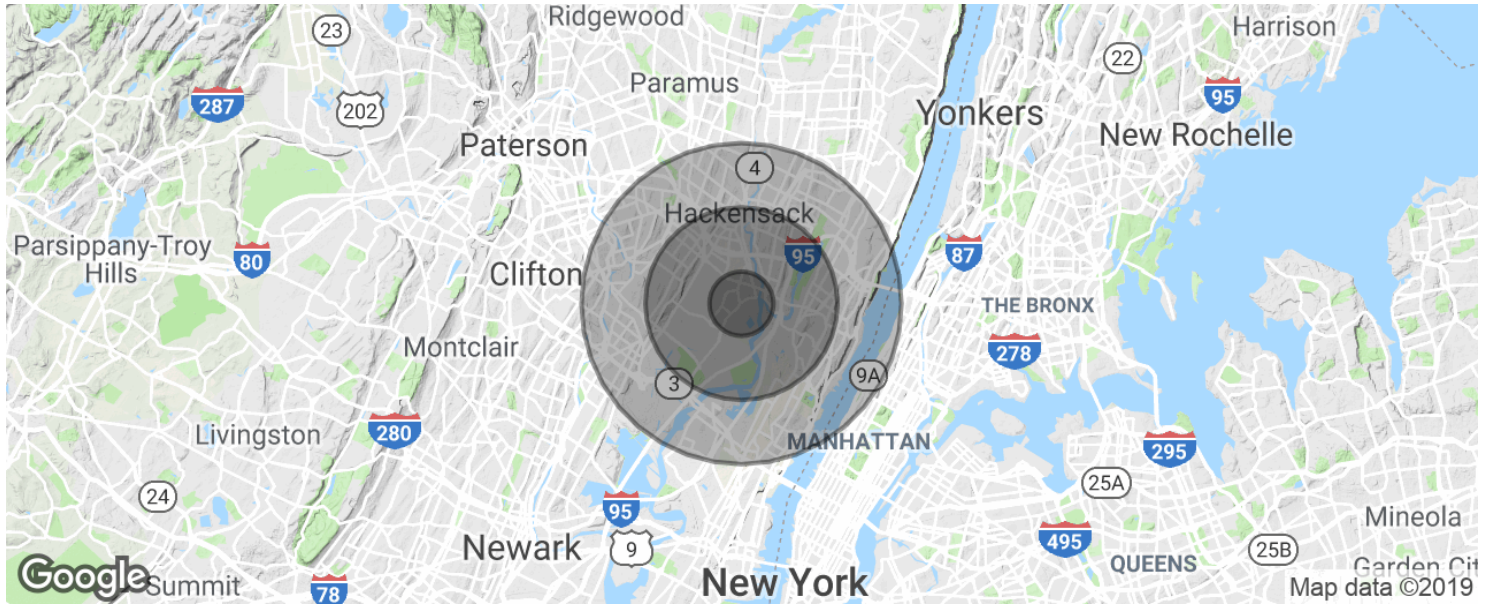 Ridgewood
Harrison
23
22
Paramus
287
202
95
Yonkers
New Rochelle
Paterson
4
Hackensack
Parsippany-Troy
Hills
80
95
87
Clifton
THE BRONX
Montclair
278
3
9A
Livingston
280
MANHATTAN
295
24
25A
95
Mineola
495
Newark
9
25B
QUEENS
Garden Cit
Google
Summit
78
New York
Map data ©2019